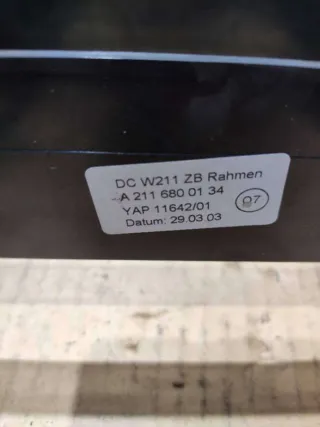 DC W211 ZB Rahmen
A 211 680 01 34
YAP 11642/01
Datum: 29.03.03
07